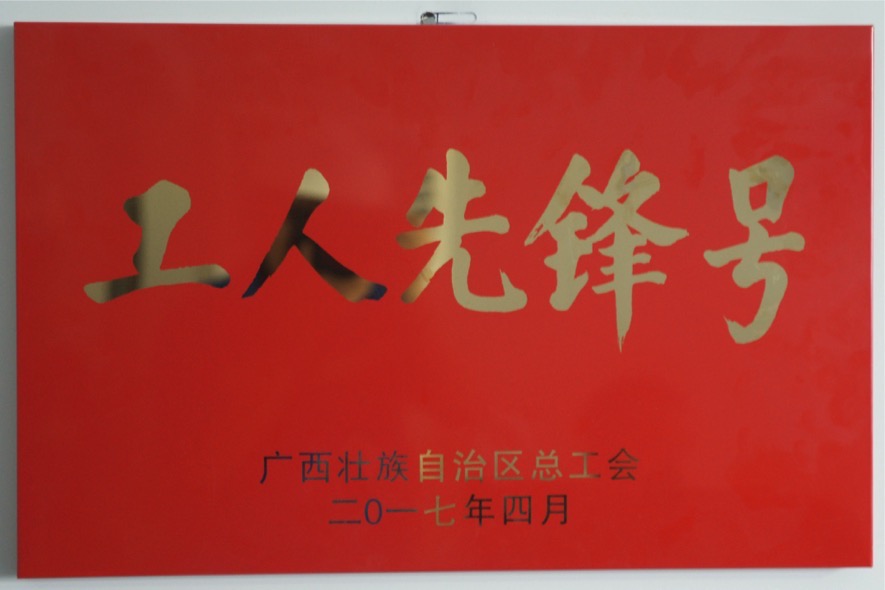 工人先锋号
广西壮族自治区总工会
二0一七年四月